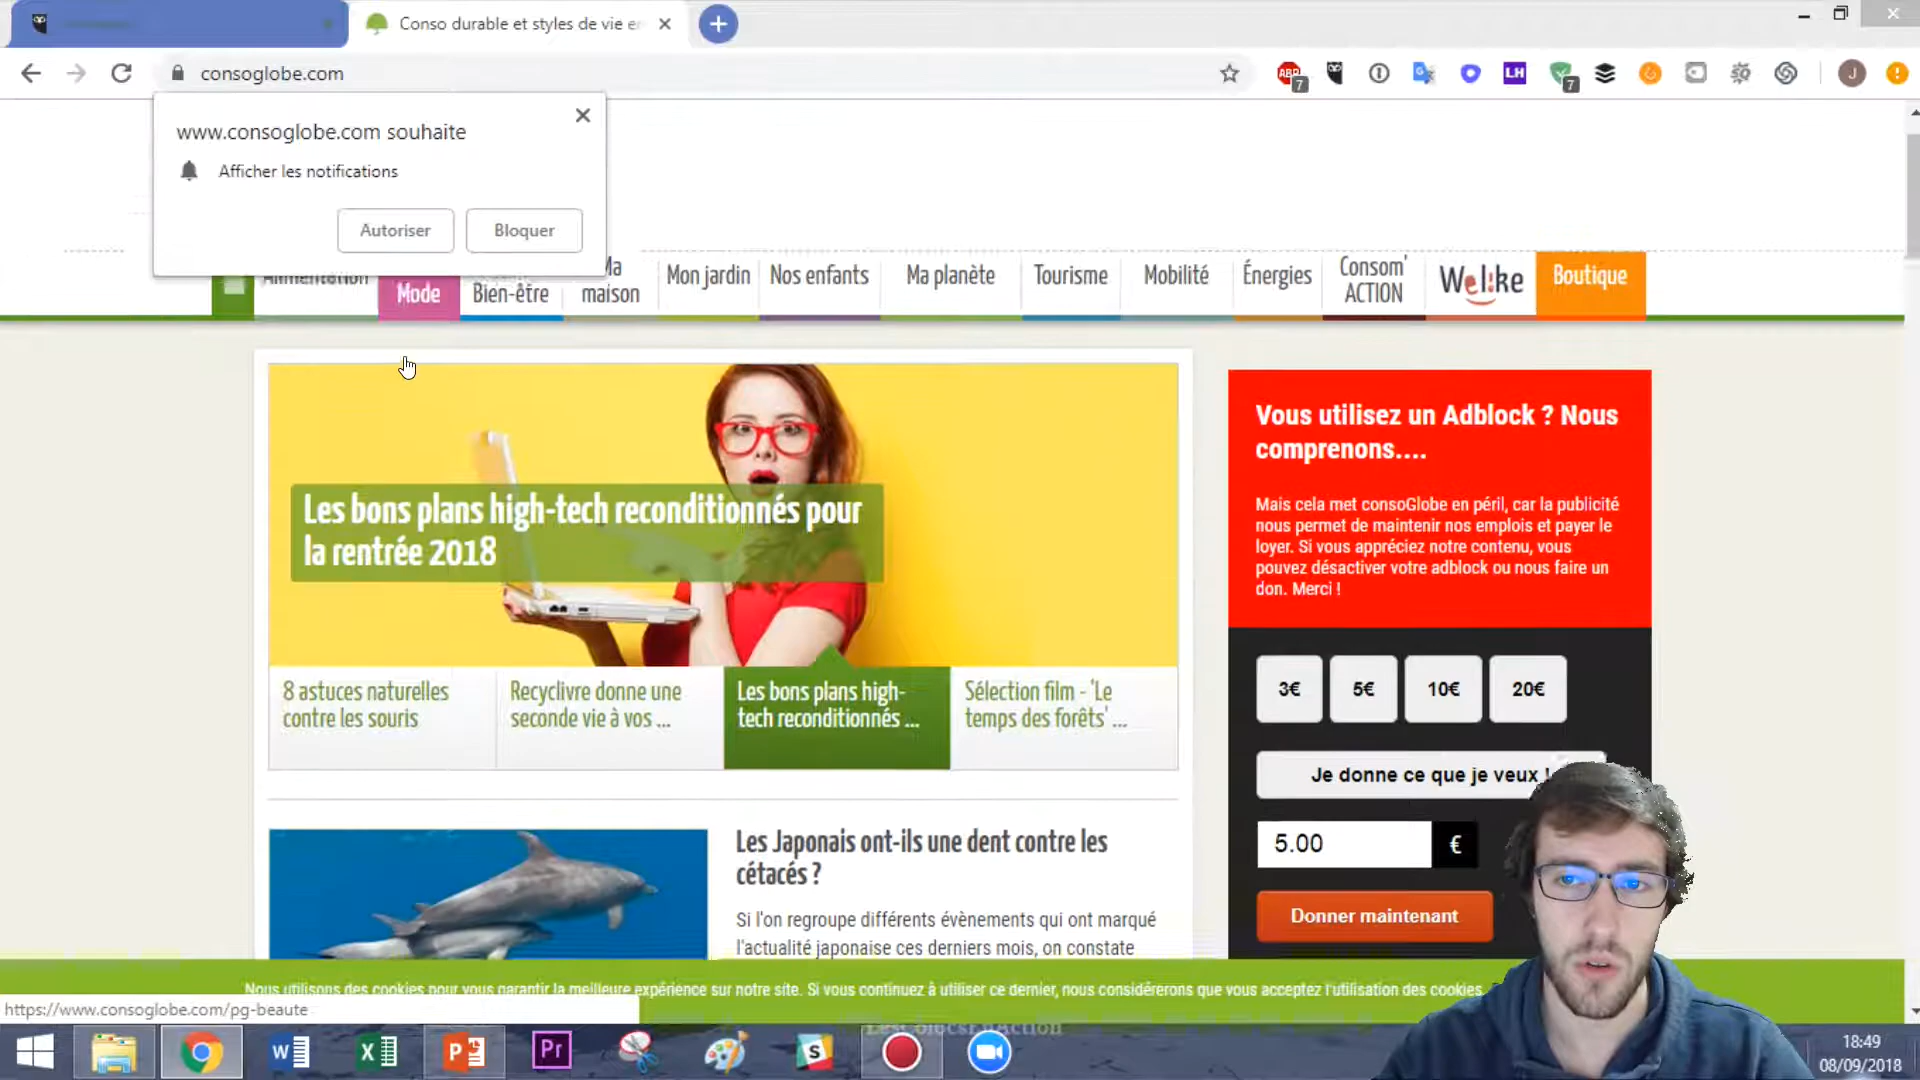 Conso durable et styles de vie en
consoglobe.com
ABP
7
LH
7
J
www.consoglobe.com souhaite
Afficher les notifications
Autoriser
Bloquer
Alimentation
Mode
Bien-être
Ma
maison
Mon jardin
Nos enfants
Ma planète
Tourisme
Mobilité
Énergies
Consom'
ACTION
Welike
Boutique
Les bons plans high-tech reconditionnés pour
la rentrée 2018
8 astuces naturelles
contre les souris
Recyclivre donne une
seconde vie à vos ...
Les bons plans high-
tech reconditionnés ...
Sélection film - 'Le
temps des forêts' ...
Vous utilisez un Adblock ? Nous
comprenons....
Mais cela met consoGlobe en péril, car la publicité
nous permet de maintenir nos emplois et payer le
loyer. Si vous appréciez notre contenu, vous
pouvez désactiver votre adblock ou nous faire un
don. Merci !
3€
5€
10€
20€
Je donne ce que je veux !
5.00
€
Donner maintenant
Les Japonais ont-ils une dent contre les
cétacés ?
Si l'on regroupe différents évènements qui ont marqué
l'actualité japonaise ces derniers mois, on constate
Nous utilisons des cookies pour vous garantir la meilleure expérience sur notre site. Si vous continuez à utiliser ce dernier, nous considérerons que vous acceptez l'utilisation des cookies.
https://www.consoglobe.com/pg-beaute
LesColocsEnAction
W
X
P
Pr
S
18:49
08/09/2018